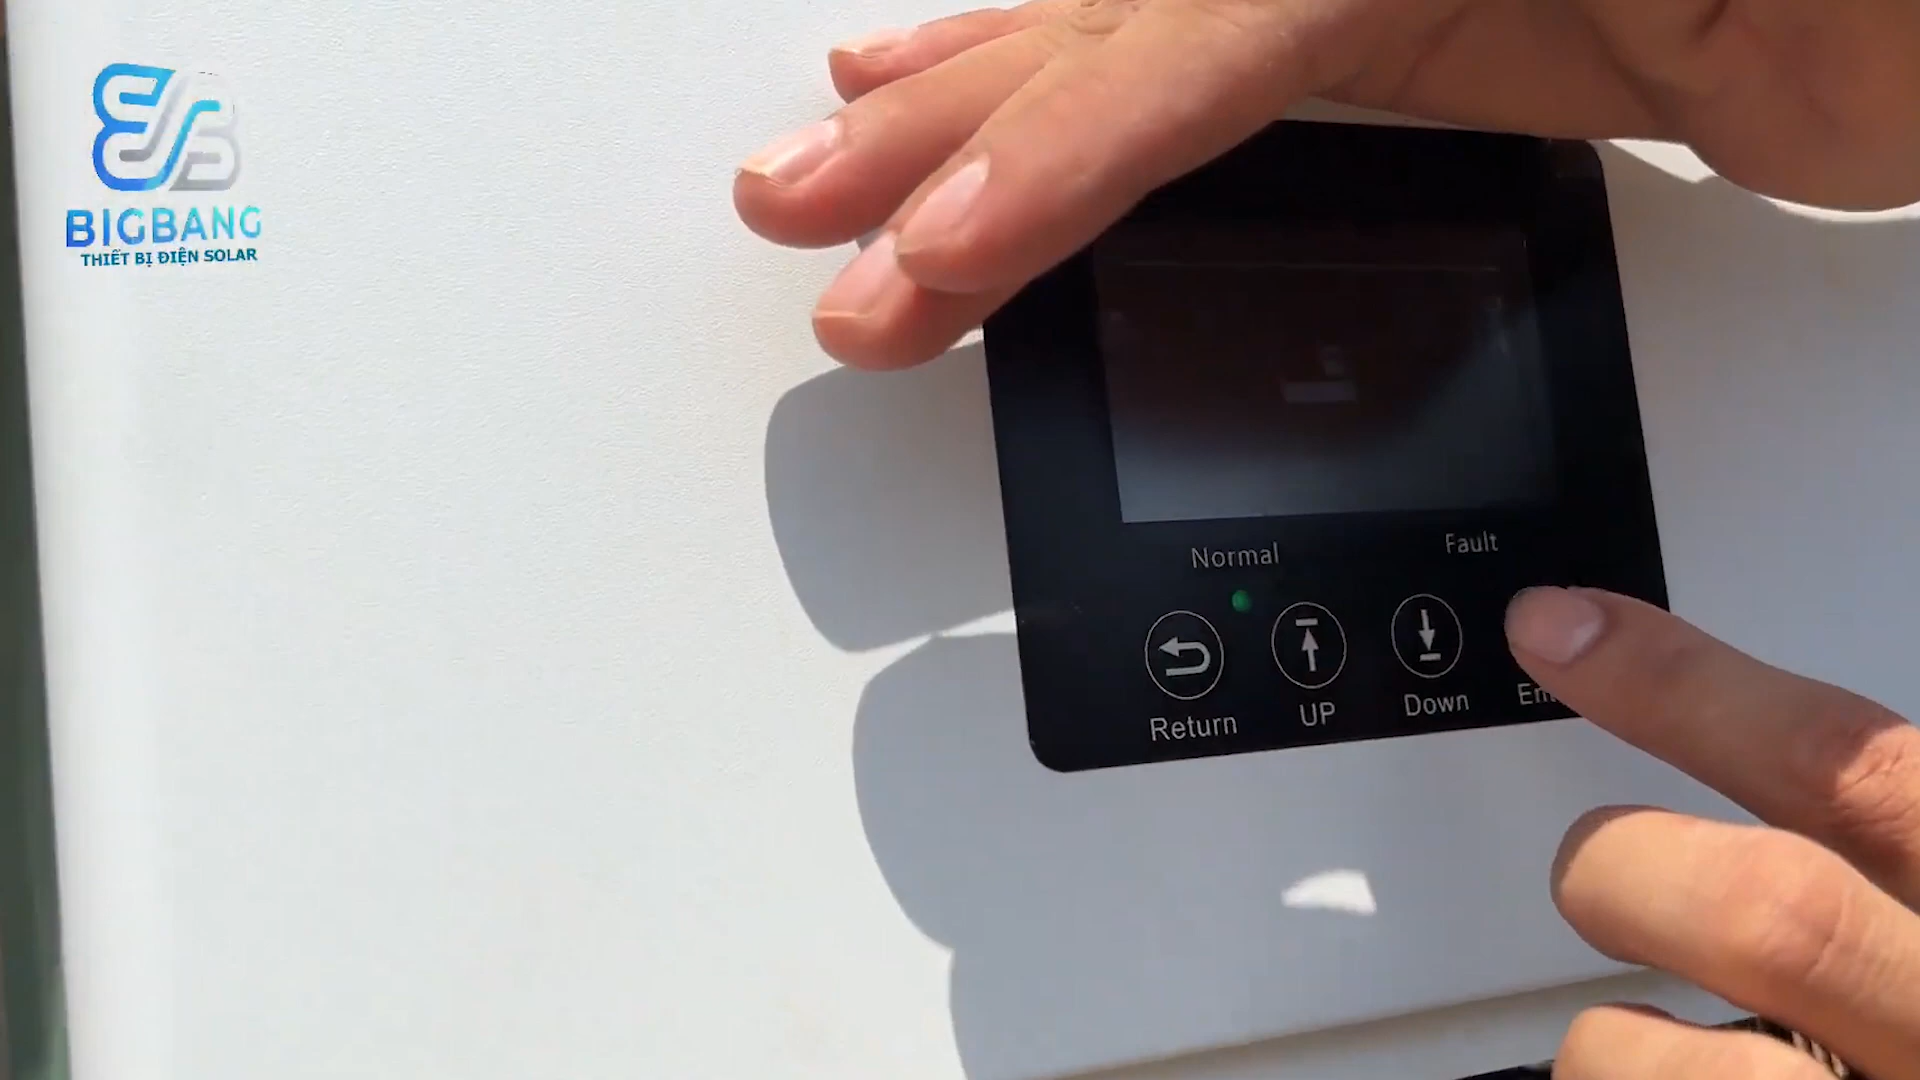 BIGBANG
THIẾT BỊ ĐIỆN SOLAR
Normal
Fault
Return
UP
Down